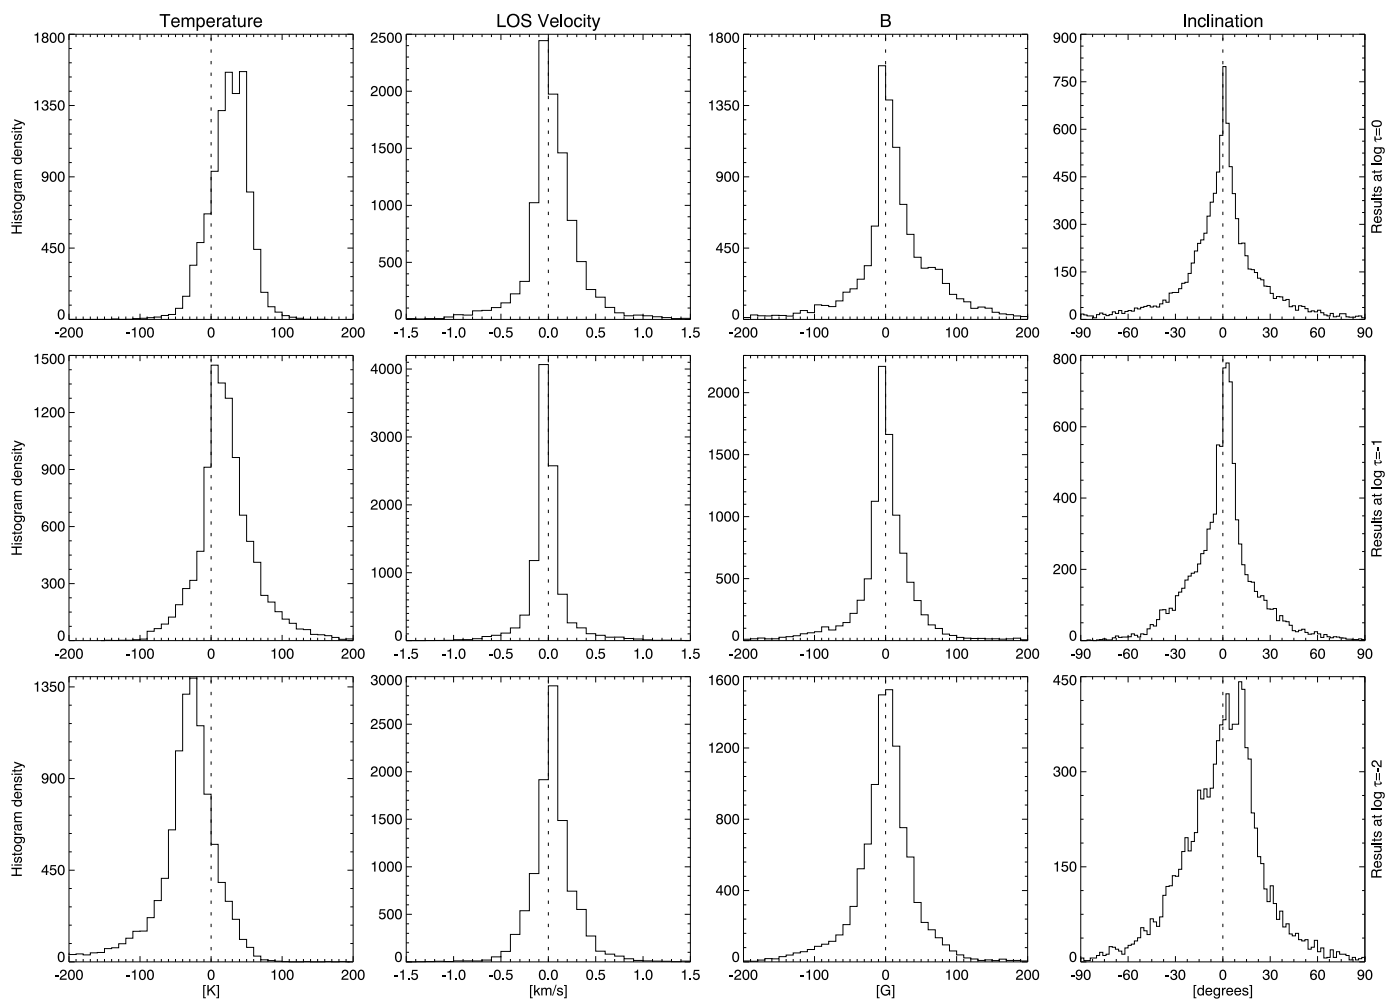 Temperature LOS Velocity B Inclination
Histogram density
1800
1350
900
450
0
-200 -100 0 100 200
2500
2000
1500
1000
500
0
-1.5 -1.0 -0.5 0.0 0.5 1.0 1.5
1800
1350
900
450
0
-200 -100 0 100 200
900
750
600
450
300
150
0
-90 -60 -30 0 30 60 90
Results at log τ=0
Histogram density
1500
1200
900
600
300
0
-200 -100 0 100 200
4000
3000
2000
1000
0
-1.5 -1.0 -0.5 0.0 0.5 1.0 1.5
2000
1500
1000
500
0
-200 -100 0 100 200
800
600
400
200
0
-90 -60 -30 0 30 60 90
Results at log τ=-1
Histogram density
1350
900
450
0
-200 -100 0 100 200
[K]
3000
2500
2000
1500
1000
500
0
-1.5 -1.0 -0.5 0.0 0.5 1.0 1.5
[km/s]
1600
1200
800
400
0
-200 -100 0 100 200
[G]
450
300
150
0
-90 -60 -30 0 30 60 90
[degrees]
Results at log τ=-2